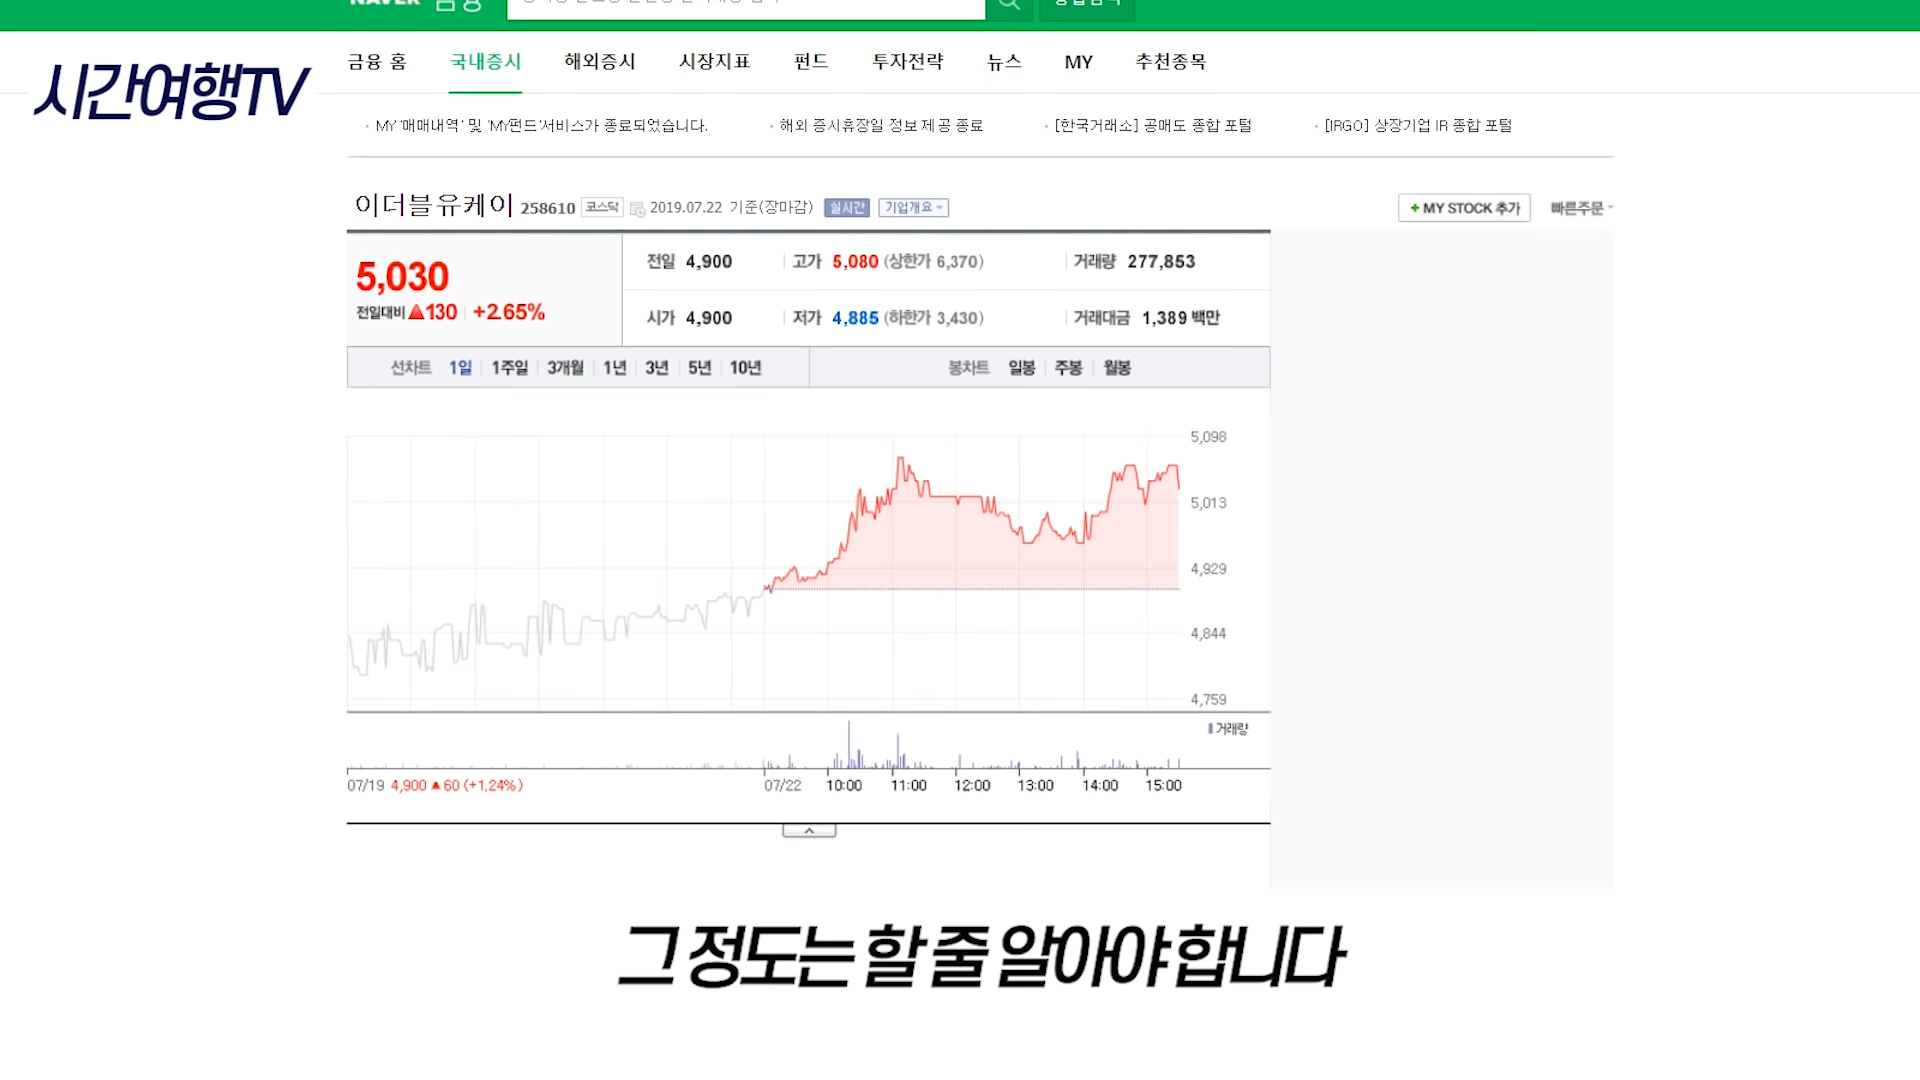 NAVER 금융
금융 홈 국내증시 해외증시 시장지표 펀드 투자전략 뉴스 MY 추천종목
시간여행TV
· MY '매매내역' 및 'MY펀드'서비스가 종료되었습니다. · 해외 증시휴장일 정보 제공 종료 · [한국거래소] 공매도 종합 포털 · [IRGO] 상장기업 IR 종합 포털
이더블유케이 258610 코스닥 2019.07.22 기준(장마감) 실시간 기업개요 + MY STOCK 추가 빠른주문
5,030
전일대비 ▲130 +2.65%
전일 4,900 고가 5,080 (상한가 6,370) 거래량 277,853
시가 4,900 저가 4,885 (하한가 3,430) 거래대금 1,389 백만
선차트 1일 1주일 3개월 1년 3년 5년 10년 봉차트 일봉 주봉 월봉
5,098
5,013
4,929
4,844
4,759
거래량
07/19 4,900 ▲ 60 (+1,24%) 07/22 10:00 11:00 12:00 13:00 14:00 15:00
그 정도는 할 줄 알아야 합니다